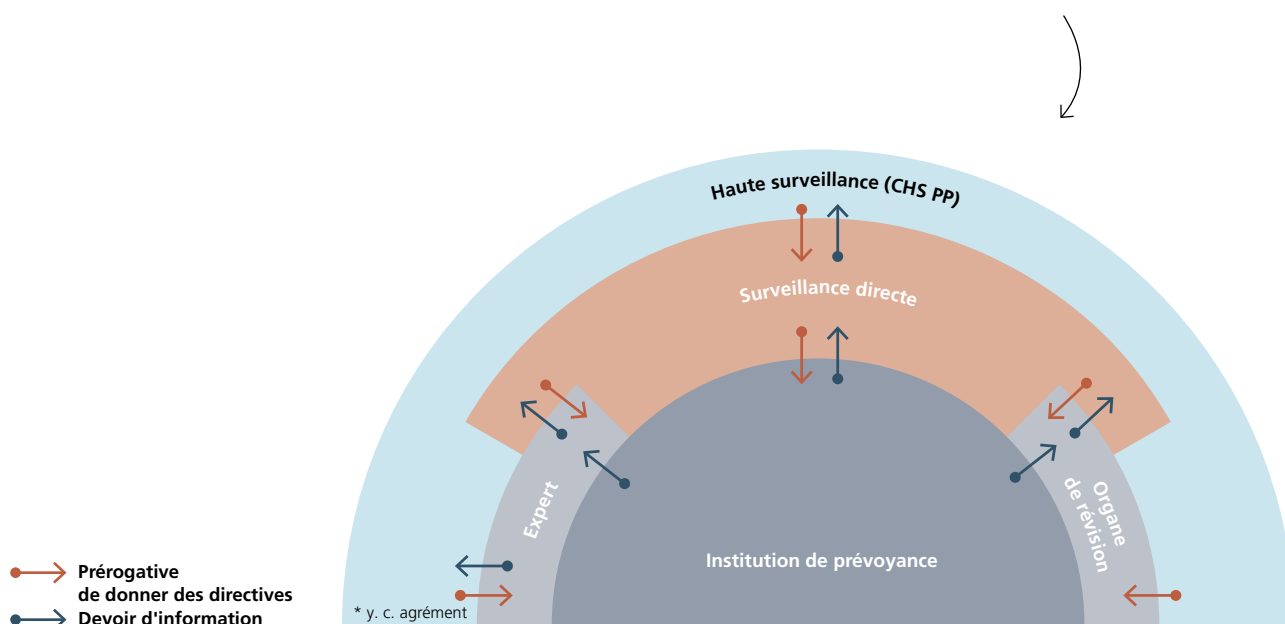 Haute surveillance (CHS PP)
Surveillance directe
Expert
Organe
de révision
Institution de prévoyance
Prérogative
de donner des directives
Devoir d'information
* y. c. agrément